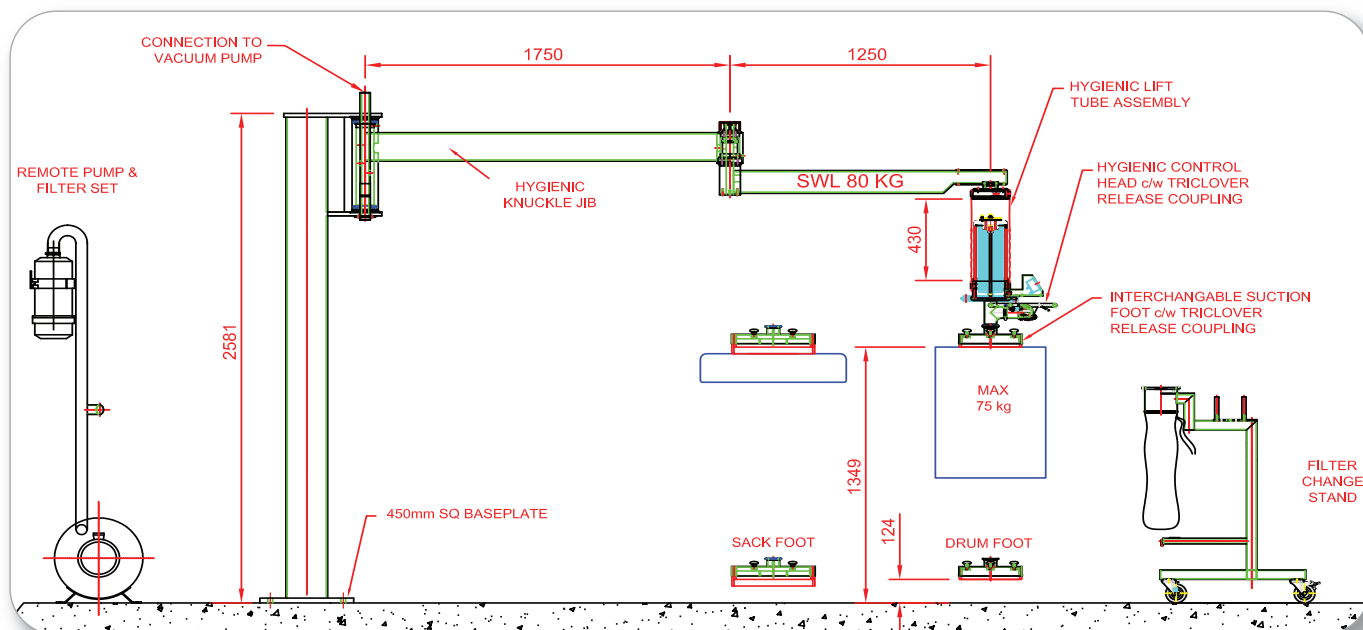 CONNECTION TO
VACUUM PUMP
1750
1250
HYGIENIC LIFT
TUBE ASSEMBLY
REMOTE PUMP &
FILTER SET
HYGIENIC
KNUCKLE JIB
SWL 80 KG
HYGIENIC CONTROL
HEAD c/w TRICLOVER
RELEASE COUPLING
430
INTERCHANGABLE SUCTION
FOOT c/w TRICLOVER
RELEASE COUPLING
2581
MAX
75 kg
1349
FILTER
CHANGE
STAND
450mm SQ BASEPLATE
124
SACK FOOT
DRUM FOOT